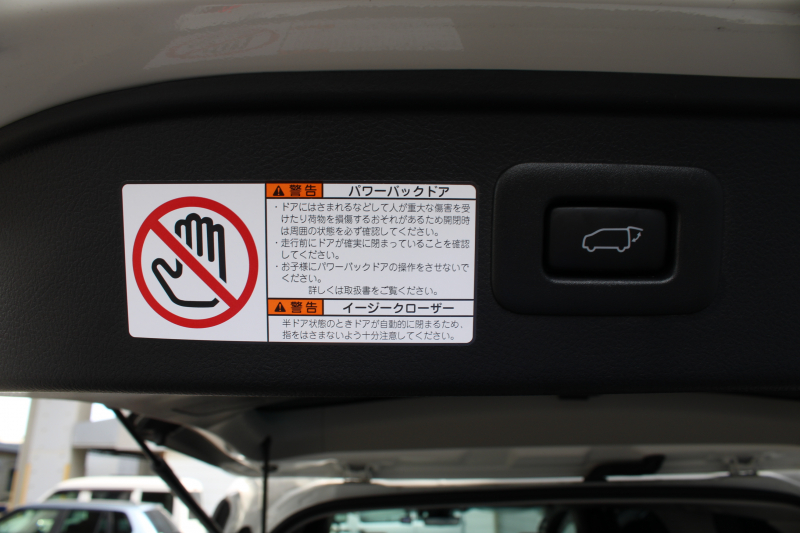 警告 パワーバックドア
・ドアにはさまれるなどして人が重大な傷害を受
けたり荷物を損傷するおそれがあるため開閉時
は周囲の状態を必ず確認してください。
・走行前にドアが確実に閉まっていることを確認
してください。
・お子様にパワーバックドアの操作をさせないで
ください。
詳しくは取扱書をご覧ください。
警告 イージークローザー
半ドア状態のときドアが自動的に閉まるため、
指をはさまないよう十分注意してください。